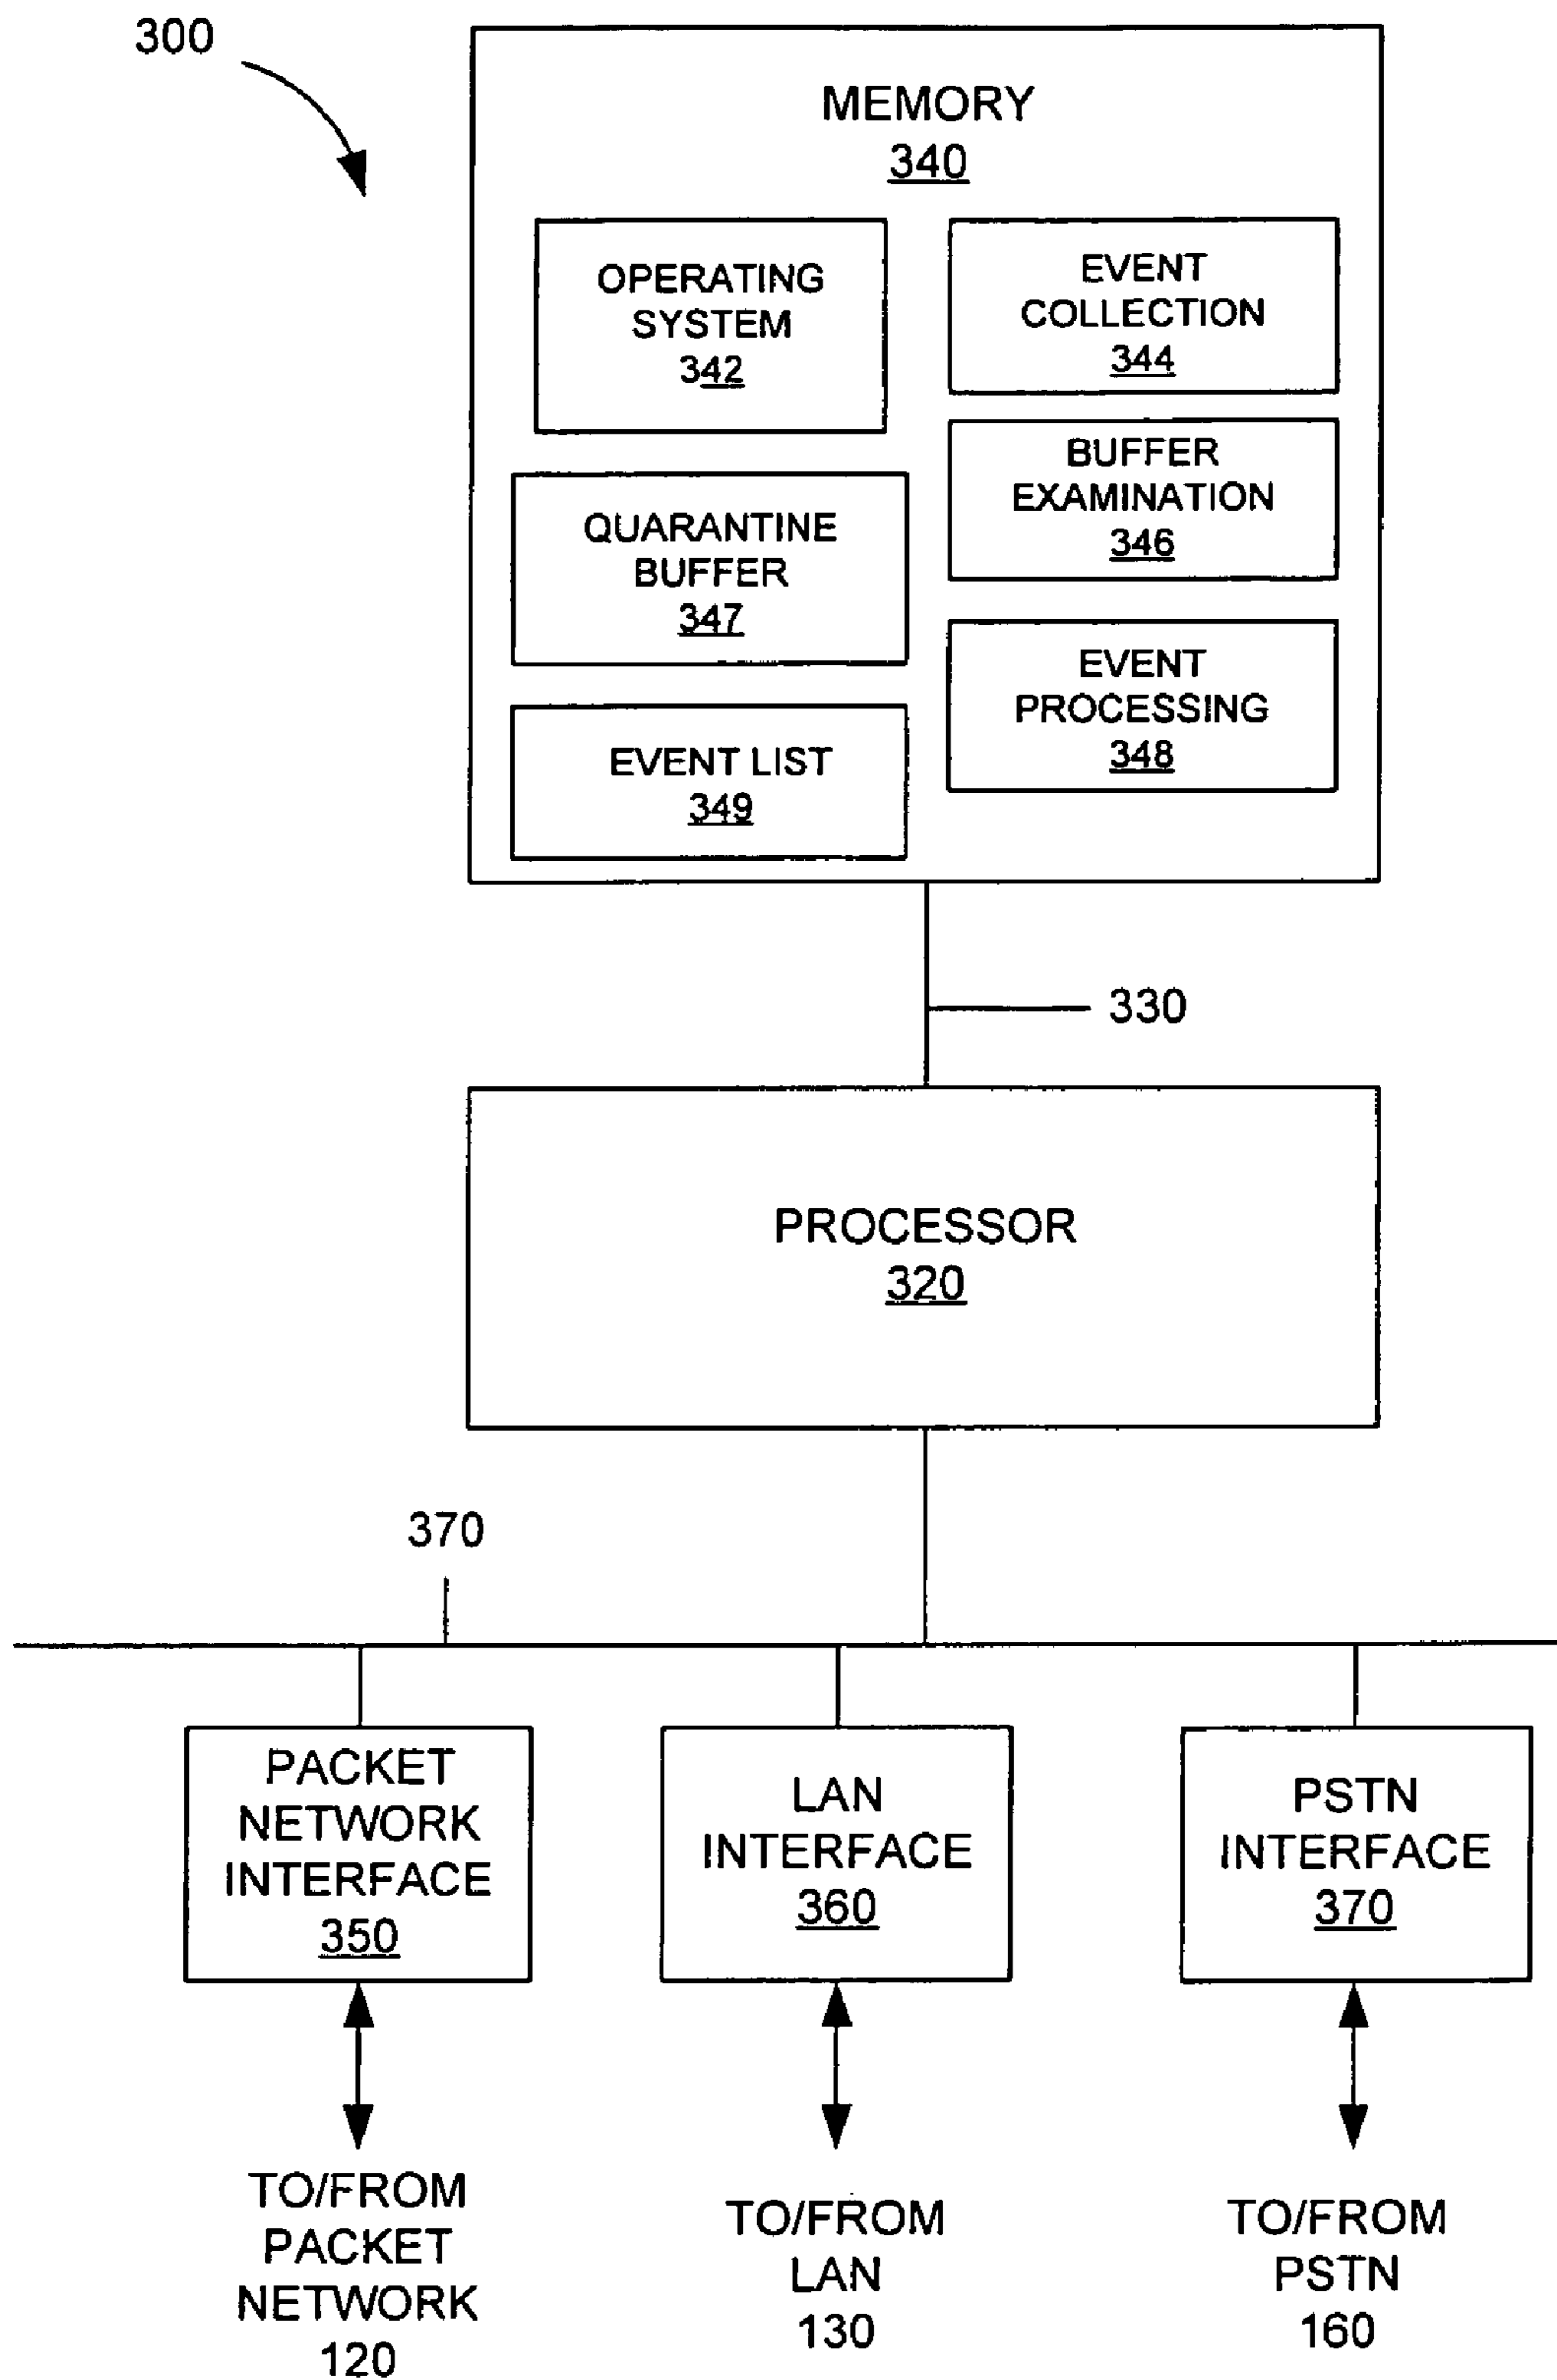 300
MEMORY
340
OPERATING
SYSTEM
342
EVENT
COLLECTION
344
QUARANTINE
BUFFER
347
BUFFER
EXAMINATION
346
EVENT LIST
349
EVENT
PROCESSING
348
330
PROCESSOR
320
370
PACKET
NETWORK
INTERFACE
350
LAN
INTERFACE
360
PSTN
INTERFACE
370
TO/FROM
PACKET
NETWORK
120
TO/FROM
LAN
130
TO/FROM
PSTN
160